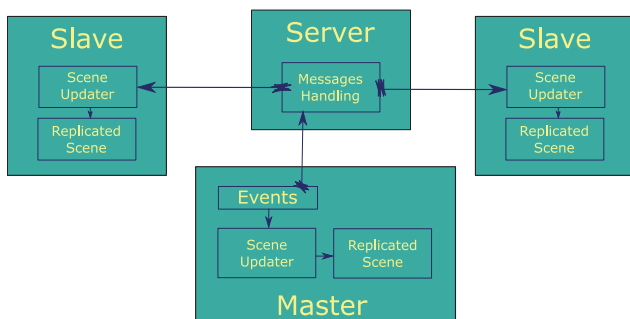 Slave
Scene
Updater
Replicated
Scene
Server
Messages
Handling
Slave
Scene
Updater
Replicated
Scene
Events
Scene
Updater
Replicated
Scene
Master